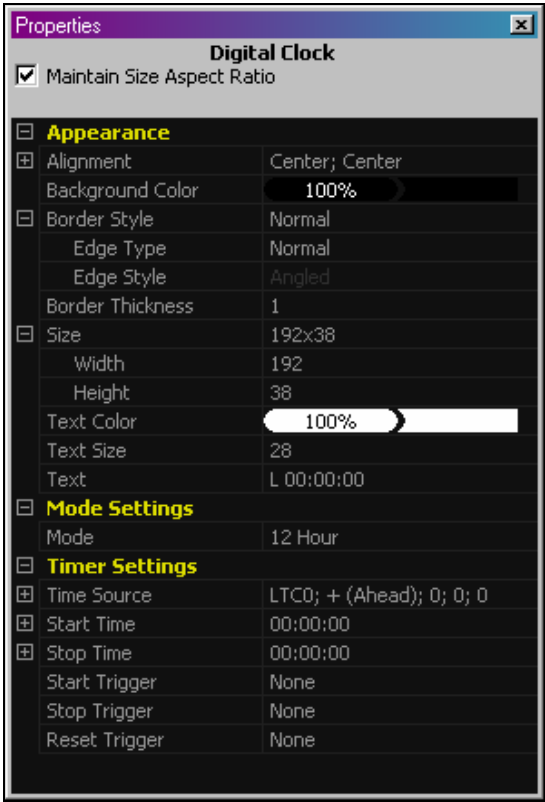 Properties
Digital Clock
Maintain Size Aspect Ratio
Appearance
Alignment Center; Center
Background Color 100%
Border Style Normal
Edge Type Normal
Edge Style Angled
Border Thickness 1
Size 192x38
Width 192
Height 38
Text Color 100%
Text Size 28
Text L 00:00:00
Mode Settings
Mode 12 Hour
Timer Settings
Time Source LTC0; + (Ahead); 0; 0; 0
Start Time 00:00:00
Stop Time 00:00:00
Start Trigger None
Stop Trigger None
Reset Trigger None